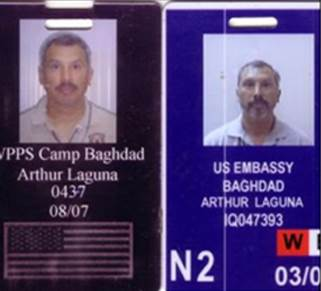 VPPS Camp Baghdad
Arthur Laguna
0437
08/07
US EMBASSY
BAGHDAD
ARTHUR LAGUNA
IQ047393
W
N2
03/0